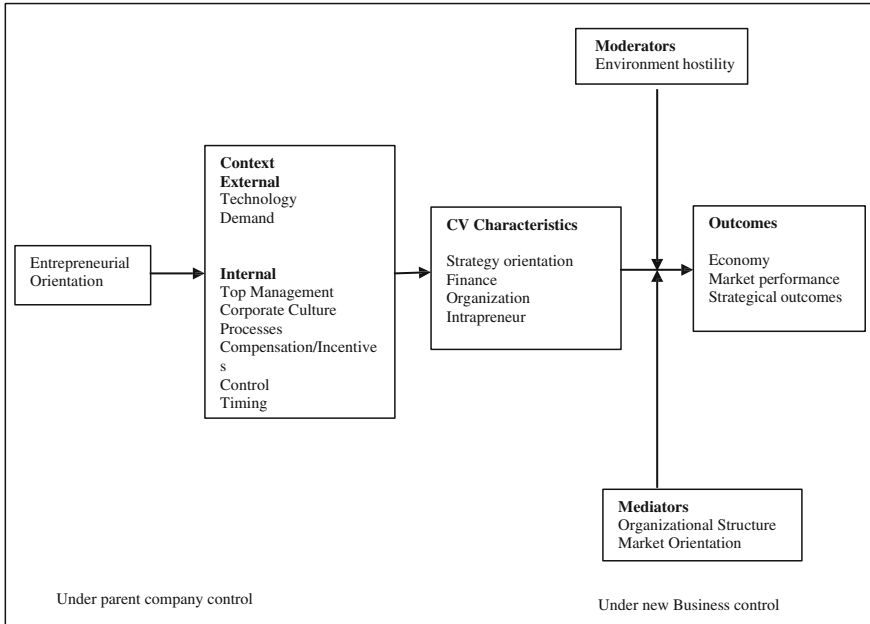 Moderators
Environment hostility
Context
External
Technology
Demand
Internal
Top Management
Corporate Culture
Processes
Compensation/Incentive
s
Control
Timing
Entrepreneurial
Orientation
CV Characteristics
Strategy orientation
Finance
Organization
Intrapreneur
Outcomes
Economy
Market performance
Strategical outcomes
Mediators
Organizational Structure
Market Orientation
Under parent company control
Under new Business control